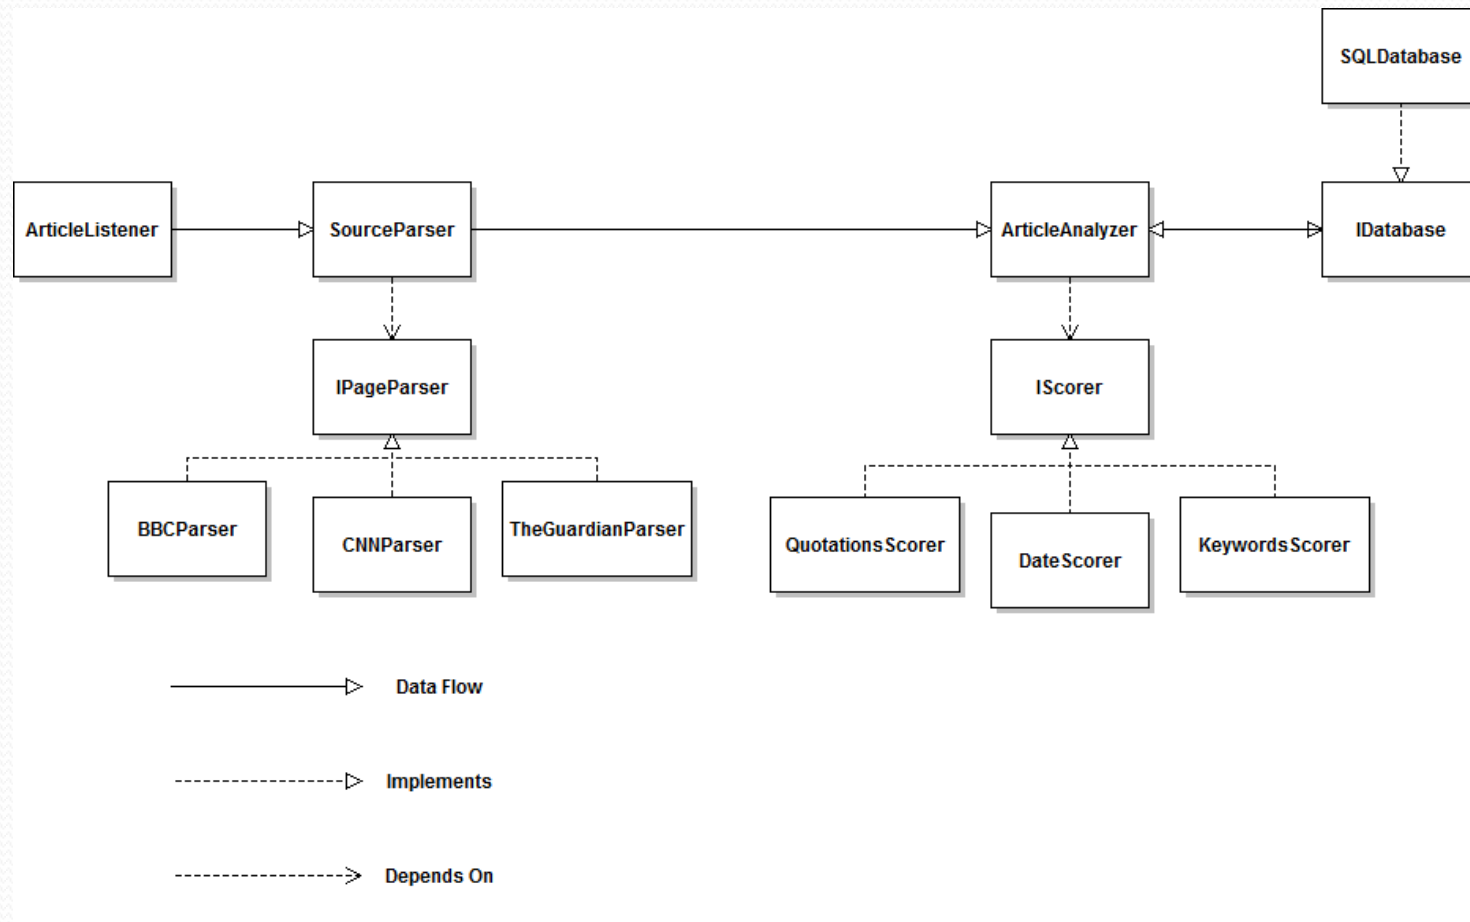 SQLDatabase
ArticleListener
SourceParser
ArticleAnalyzer
IDatabase
IPageParser
IScorer
BBCParser
CNNParser
TheGuardianParser
QuotationsScorer
DateScorer
KeywordsScorer
Data Flow
Implements
Depends On